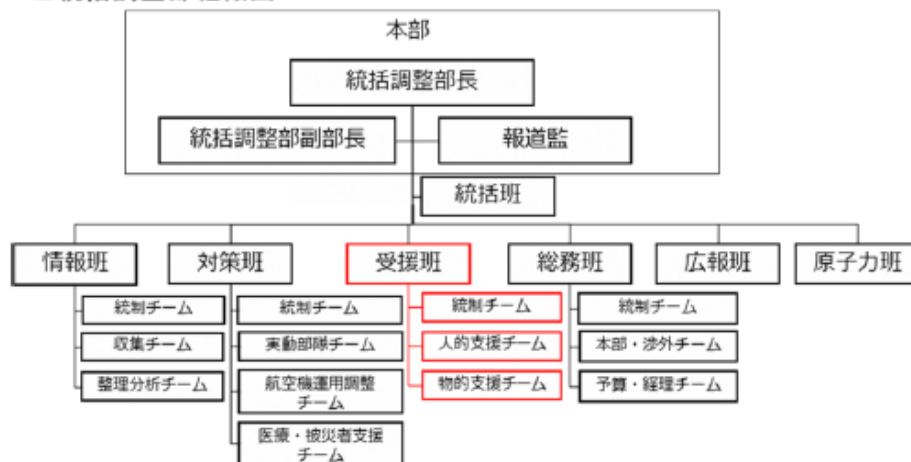 本部
統括調整部長
統括調整部副部長
報道監
統括班
情報班
対策班
受援班
総務班
広報班
原子力班
統制チーム
収集チーム
整理分析チーム
統制チーム
実動部隊チーム
航空機運用調整
チーム
医療・被災者支援
チーム
統制チーム
人的支援チーム
物的支援チーム
統制チーム
本部・渉外チーム
予算・経理チーム